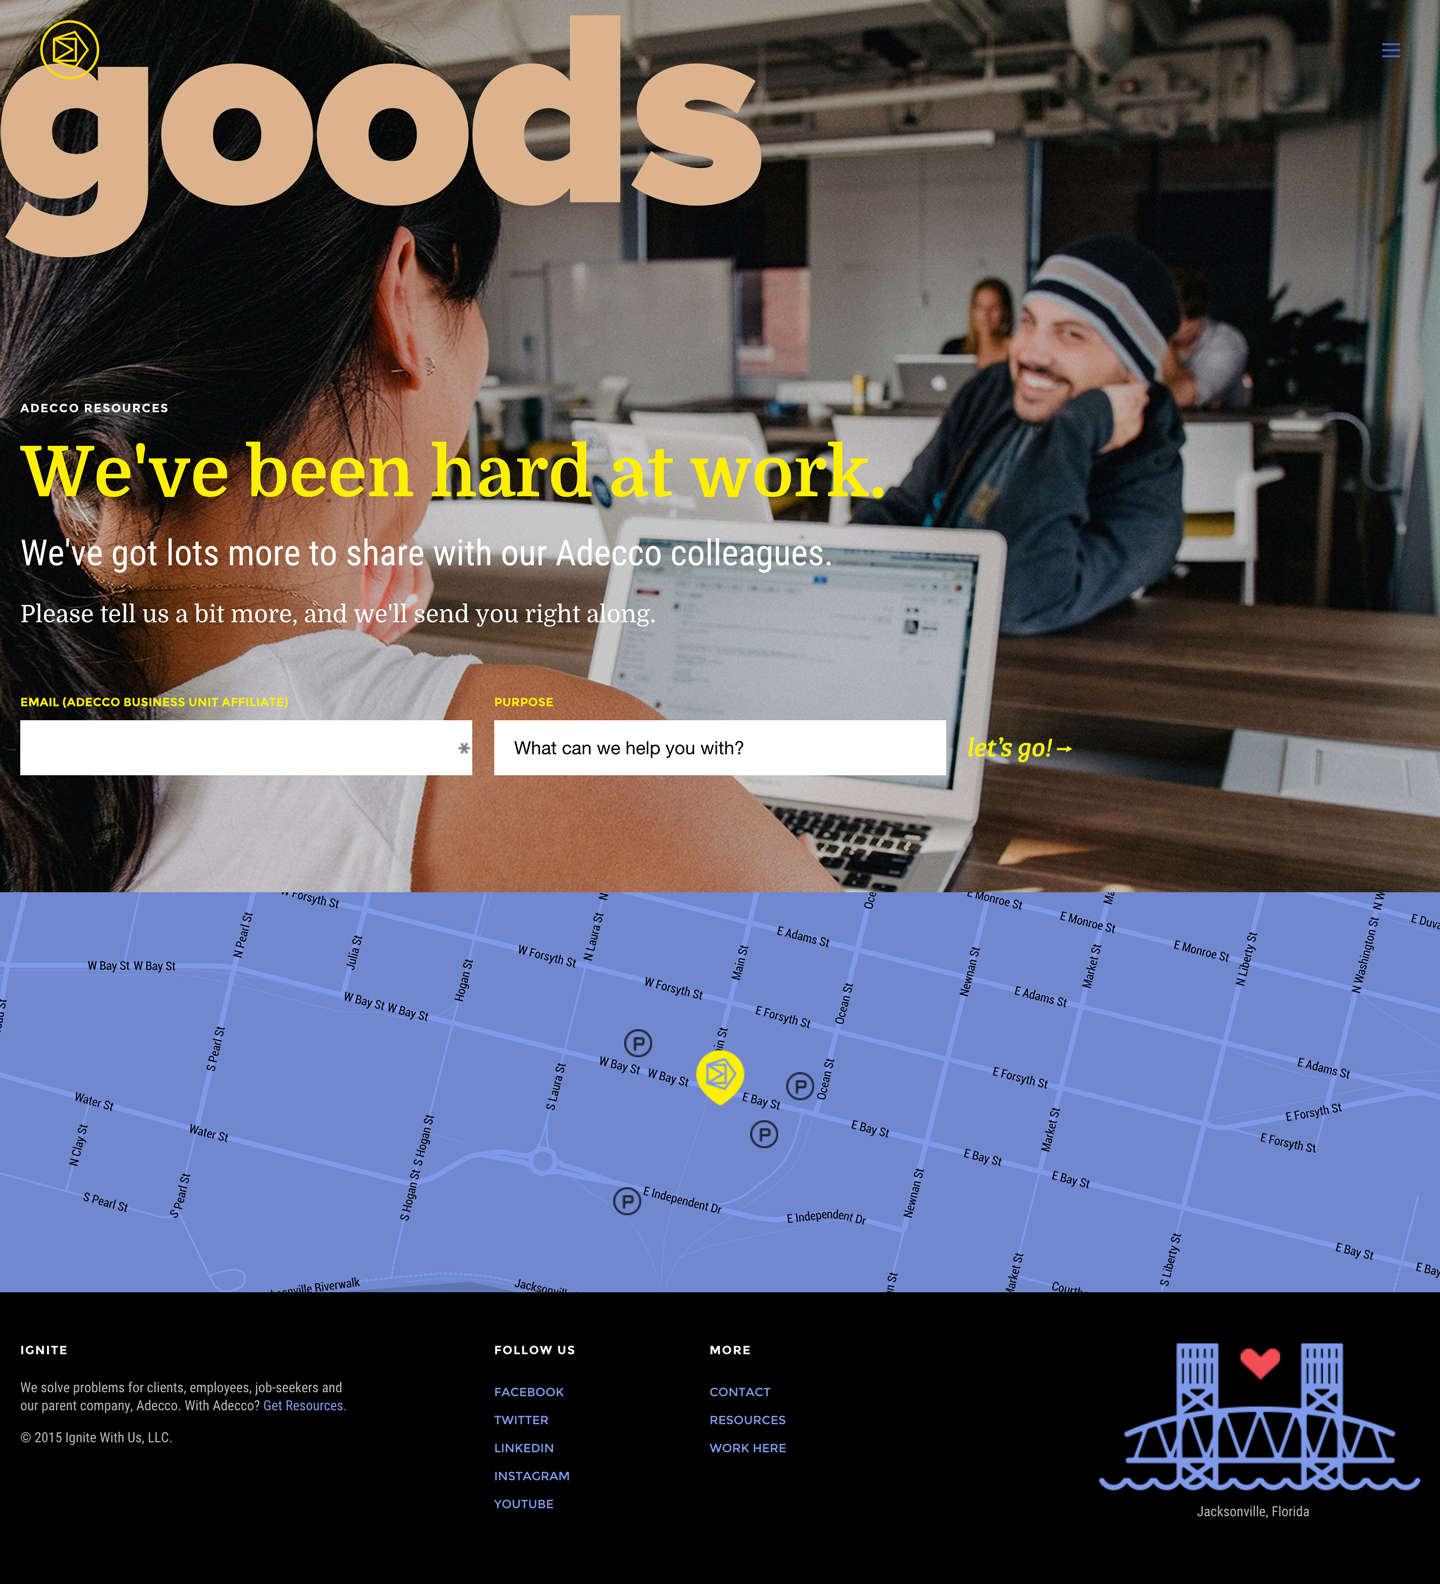 goods
ADECCO RESOURCES
We've been hard at work.
We've got lots more to share with our Adecco colleagues.
Please tell us a bit more, and we'll send you right along.
EMAIL (ADECCO BUSINESS UNIT AFFILIATE)
PURPOSE
What can we help you with?
let's go!→
W Forsyth St
E Monroe St
E Monroe St
E Monroe St
N Pearl St
Julia St
N Laura St
E Adams St
W Forsyth St
Main St
Market St
N Liberty St
N Washington St
W Bay St W Bay St
Hogan St
W Forsyth St
Newnan St
E Adams St
W Bay St W Bay St
E Forsyth St
Ocean St
S Pearl St
P
W Bay St
W Bay St
P
Ocean St
E Forsyth St
E Adams St
Water St
S Laura St
E Bay St
E Bay St
E Forsyth St
Water St
P
Market St
E Forsyth St
N Clay St
S Hogan St
E Bay St
E Bay St
S Pearl St
S Pearl St
S Hogan St
P
E Independent Dr
E Independent Dr
Newnan St
E Bay St
S Liberty St
IGNITE
We solve problems for clients, employees, job-seekers and
our parent company, Adecco. With Adecco? Get Resources.
© 2015 Ignite With Us, LLC.
FOLLOW US
FACEBOOK
TWITTER
LINKEDIN
INSTAGRAM
YOUTUBE
MORE
CONTACT
RESOURCES
WORK HERE
Jacksonville, Florida